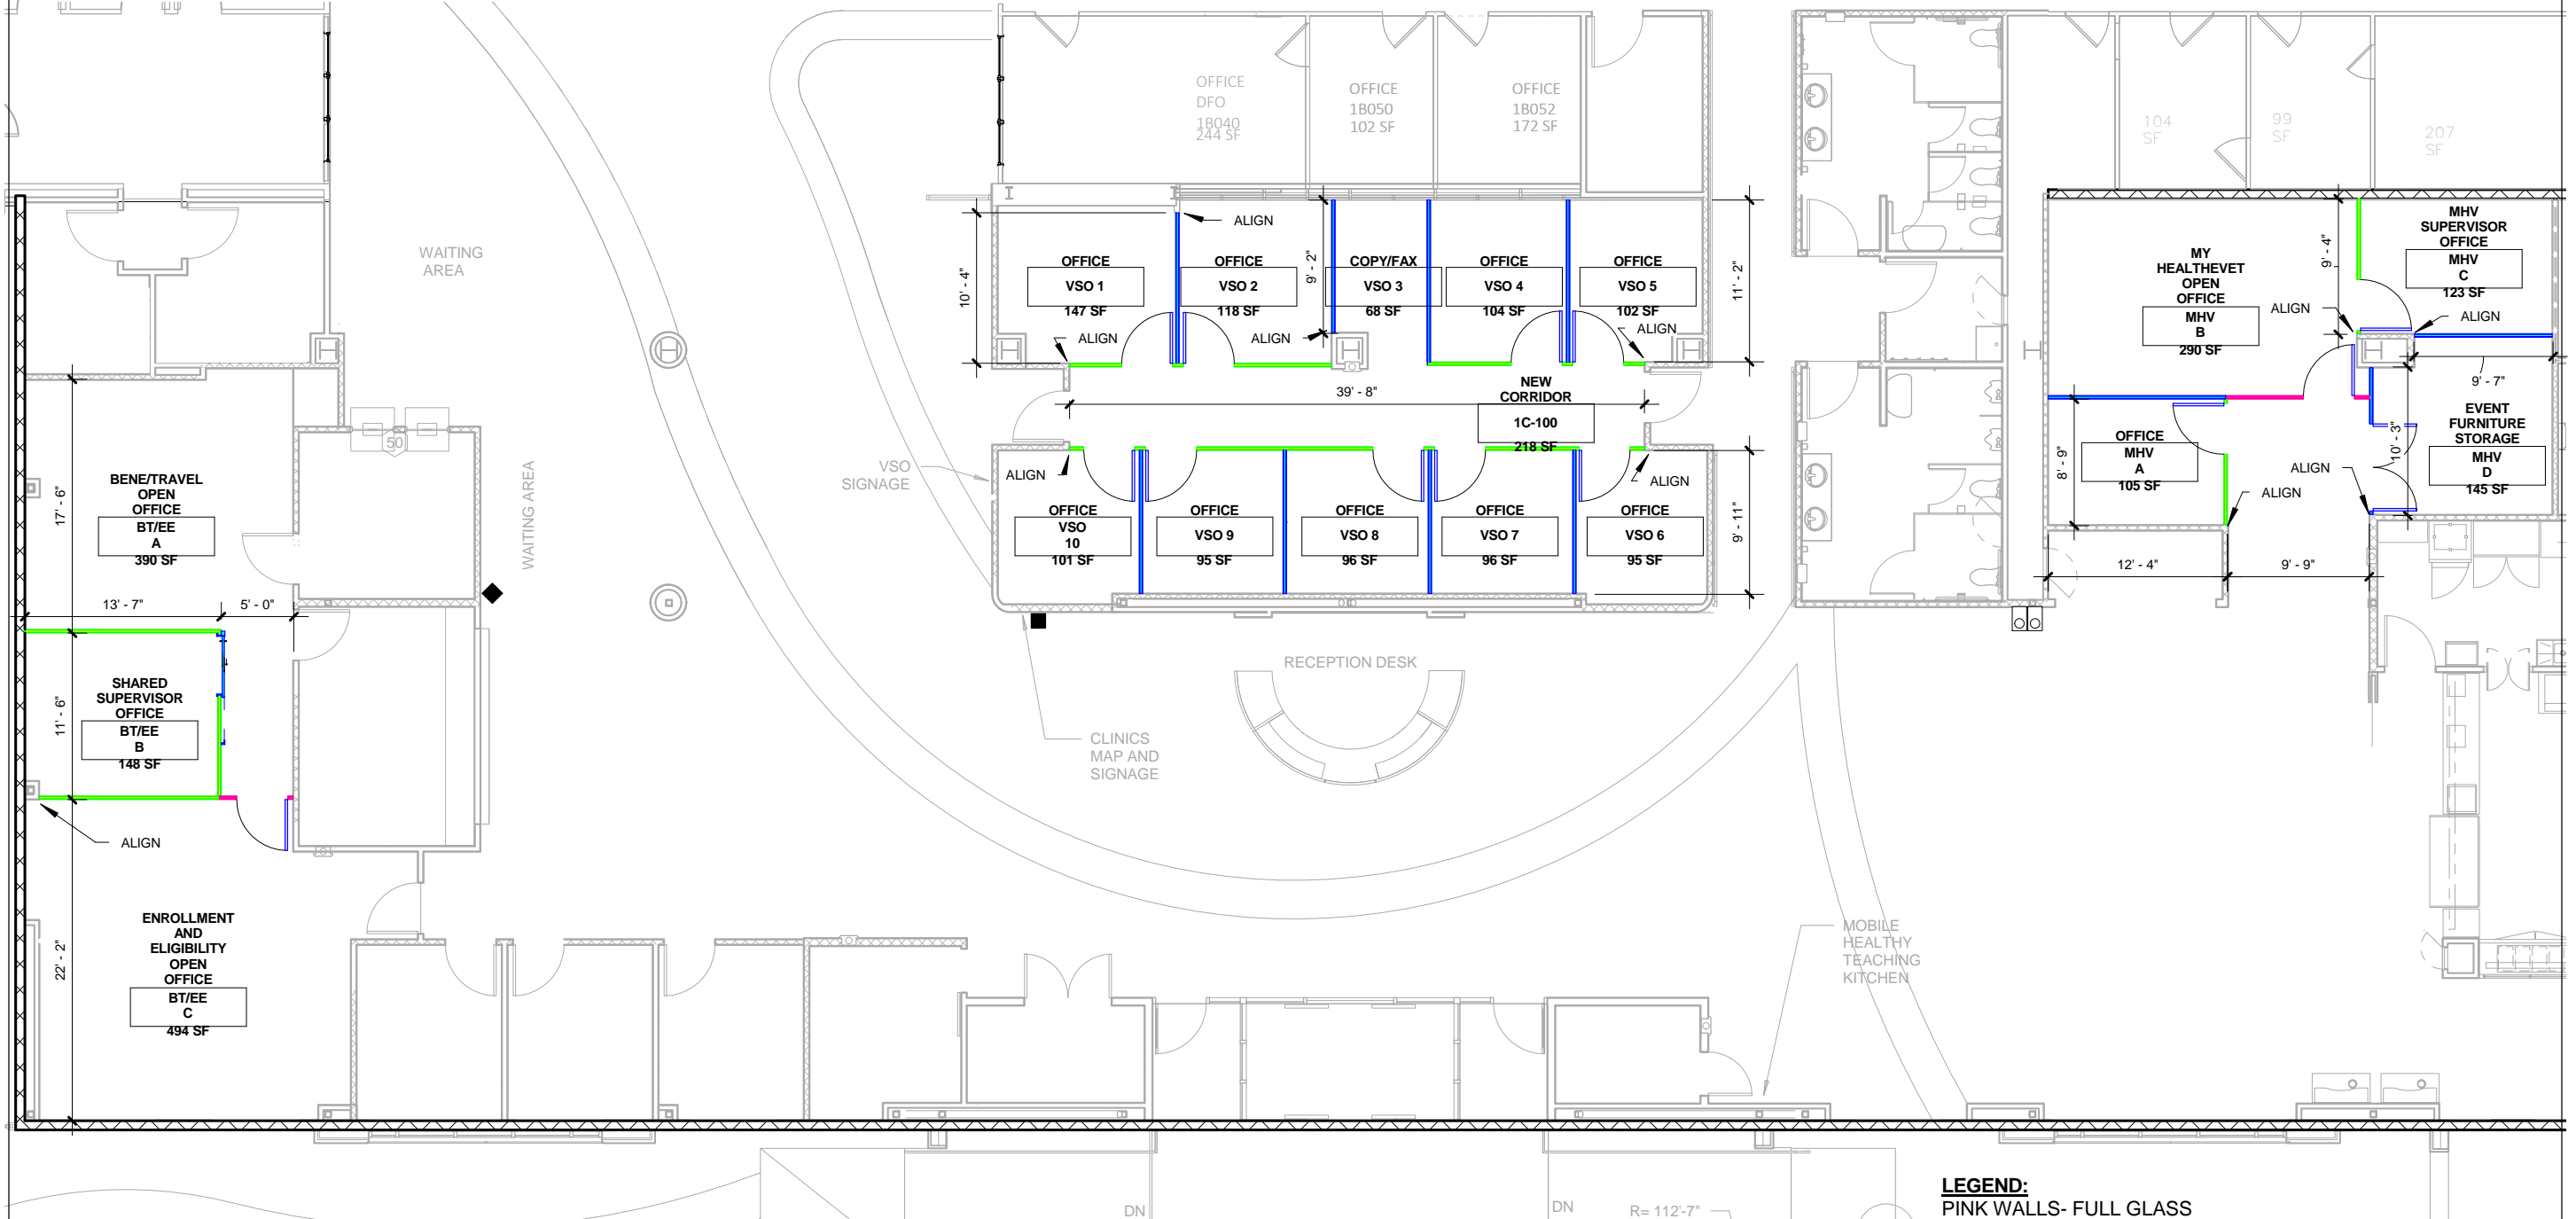 OFFICE
DFO
1B040
244 SF
OFFICE
1B050
102 SF
OFFICE
1B052
172 SF
104
SF
99
SF
207
SF
WAITING
AREA
ALIGN
10' - 4"
9' - 2"
11' - 2"
OFFICE
VSO 1
147 SF
OFFICE
VSO 2
118 SF
COPY/FAX
VSO 3
68 SF
OFFICE
VSO 4
104 SF
OFFICE
VSO 5
102 SF
ALIGN
ALIGN
ALIGN
39' - 8"
NEW
CORRIDOR
1C-100
218 SF
VSO
SIGNAGE
ALIGN
ALIGN
OFFICE
VSO
10
101 SF
OFFICE
VSO 9
95 SF
OFFICE
VSO 8
96 SF
OFFICE
VSO 7
96 SF
OFFICE
VSO 6
95 SF
9' - 11"
MY
HEALTHEVET
OPEN
OFFICE
MHV
B
290 SF
9' - 4"
MHV
SUPERVISOR
OFFICE
MHV
C
123 SF
ALIGN
ALIGN
9' - 7"
8' - 9"
OFFICE
MHV
A
105 SF
10' - 3"
EVENT
FURNITURE
STORAGE
MHV
D
145 SF
ALIGN
ALIGN
12' - 4"
9' - 9"
50
17' - 6"
BENE/TRAVEL
OPEN
OFFICE
BT/EE
A
390 SF
WAITING AREA
13' - 7"
5' - 0"
11' - 6"
SHARED
SUPERVISOR
OFFICE
BT/EE
B
148 SF
ALIGN
22' - 2"
ENROLLMENT
AND
ELIGIBILITY
OPEN
OFFICE
BT/EE
C
494 SF
RECEPTION DESK
CLINICS
MAP AND
SIGNAGE
MOBILE
HEALTHY
TEACHING
KITCHEN
DN
DN
R= 112'-7"
LEGEND:
PINK WALLS- FULL GLASS